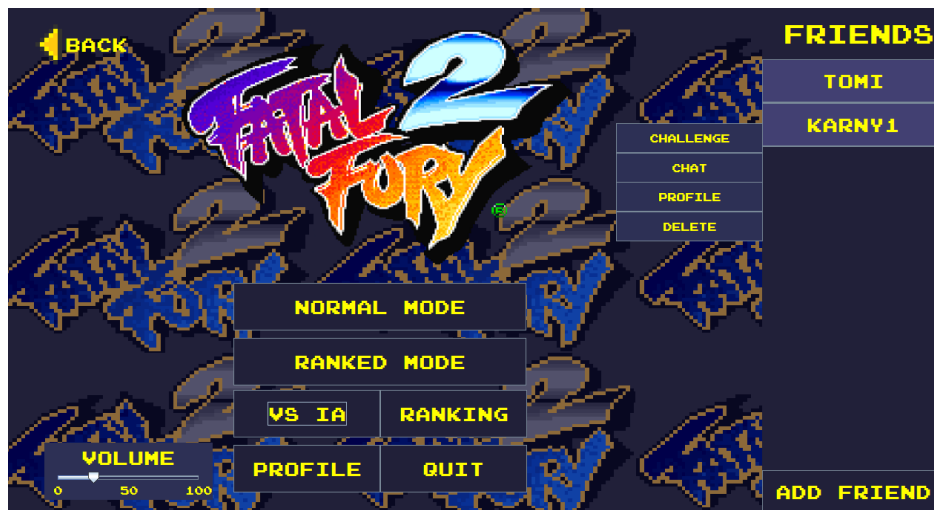 BACK
FATAL
FURY
2
®
FRIENDS
TOMI
KARNY1
CHALLENGE
CHAT
PROFILE
DELETE
NORMAL MODE
RANKED MODE
VS IA
RANKING
PROFILE
QUIT
VOLUME
0 50 100
ADD FRIEND